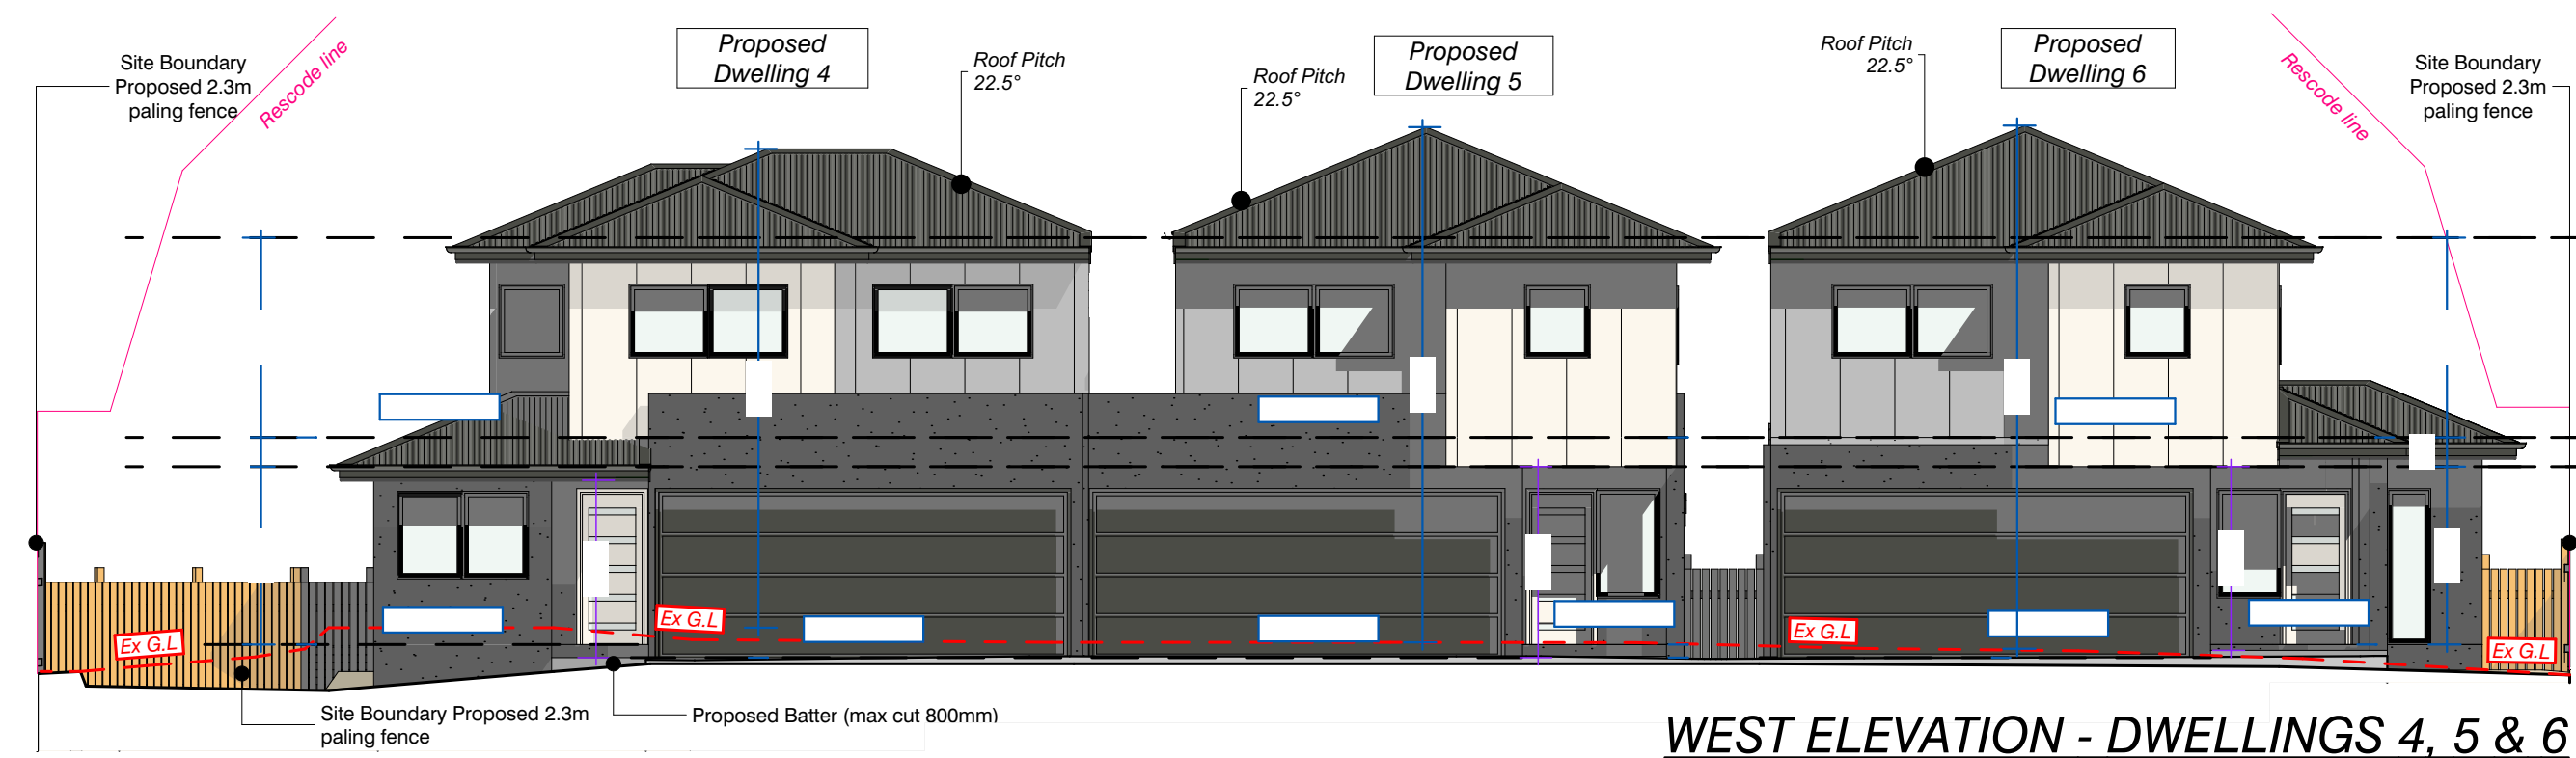 Site Boundary
Proposed 2.3m
paling fence
Rescode line
Proposed
Dwelling 4
Roof Pitch
22.5°
Roof Pitch
22.5°
Proposed
Dwelling 5
Roof Pitch
22.5°
Proposed
Dwelling 6
Rescode line
Site Boundary
Proposed 2.3m
paling fence
Ex G.L
Ex G.L
Ex G.L
Ex G.L
Site Boundary Proposed 2.3m
paling fence
Proposed Batter (max cut 800mm)
WEST ELEVATION - DWELLINGS 4, 5 & 6